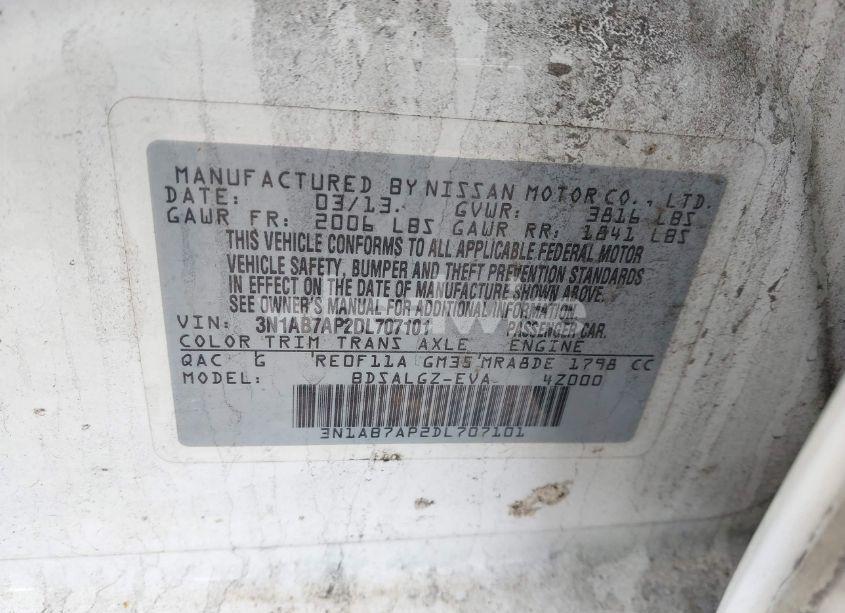 MANUFACTURED BY NISSAN MOTOR CO., LTD.
DATE: 03/13. GVWR: 3816 LBS
GAWR FR: 2006 LBS GAWR RR: 1841 LBS
THIS VEHICLE CONFORMS TO ALL APPLICABLE FEDERAL MOTOR
VEHICLE SAFETY, BUMPER AND THEFT PREVENTION STANDARDS
IN EFFECT ON THE DATE OF MANUFACTURE SHOWN ABOVE.
SEE OWNER'S MANUAL FOR ADDITIONAL INFORMATION.
VIN: 3N1AB7AP2DL707101 PASSENGER CAR.
COLOR TRIM TRANS AXLE ENGINE
QAC G RE0F11A GM35 MRA8DE 1798 CC
MODEL: BDSALGZ-EVA 4Z000
3N1AB7AP2DL707101